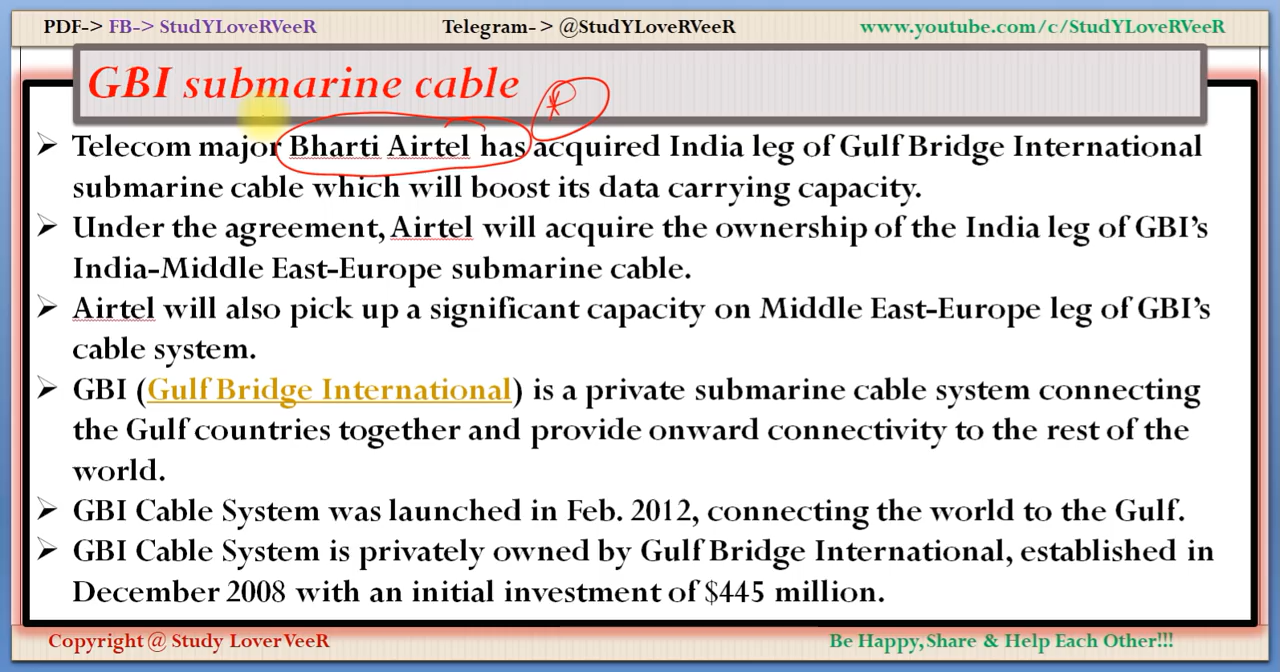 PDF-> FB-> StudYLoveRVeeR Telegram- > @StudYLoveRVeeR www.youtube.com/c/StudYLoveRVeeR
GBI submarine cable
➢ Telecom major Bharti Airtel has acquired India leg of Gulf Bridge International
submarine cable which will boost its data carrying capacity.
➢ Under the agreement, Airtel will acquire the ownership of the India leg of GBI's
India-Middle East-Europe submarine cable.
➢ Airtel will also pick up a significant capacity on Middle East-Europe leg of GBI's
cable system.
➢ GBI (Gulf Bridge International) is a private submarine cable system connecting
the Gulf countries together and provide onward connectivity to the rest of the
world.
➢ GBI Cable System was launched in Feb. 2012, connecting the world to the Gulf.
➢ GBI Cable System is privately owned by Gulf Bridge International, established in
December 2008 with an initial investment of $445 million.
Copyright @ Study Lover VeeR Be Happy,Share & Help Each Other!!!